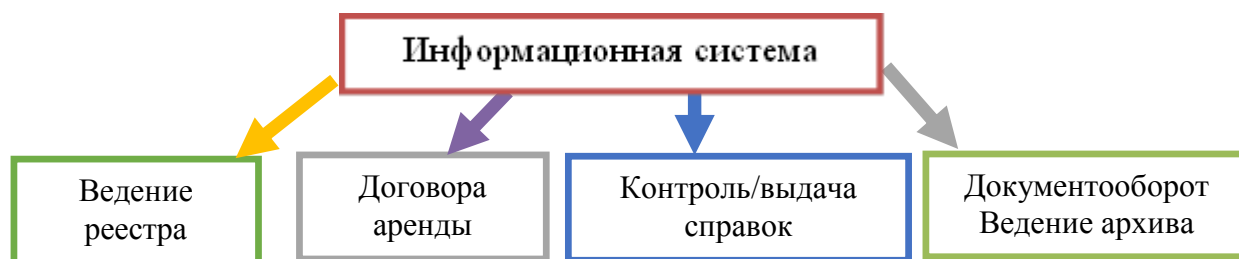 Информационная система
Ведение
реестра
Договора
аренды
Контроль/выдача
справок
Документооборот
Ведение архива